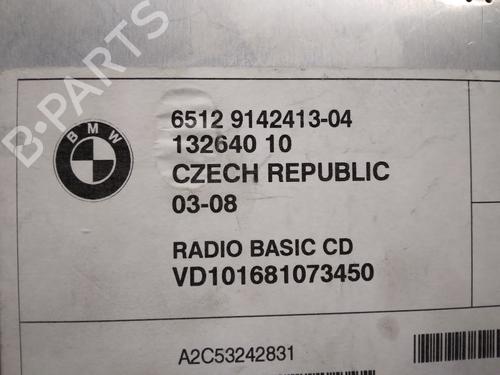 B-PARTS
BMW
6512 9142413-04
132640 10
CZECH REPUBLIC
03-08
RADIO BASIC CD
VD101681073450
A2C53242831